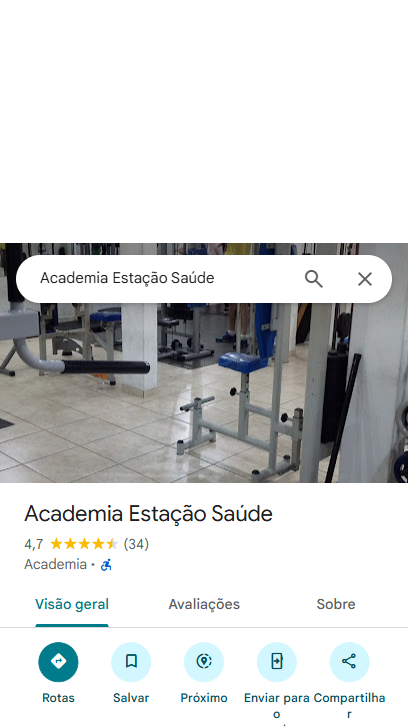 Academia Estação Saúde
Academia Estação Saúde
4,7 (34)
Academia ·
Visão geral Avaliações Sobre
Rotas Salvar Próximo Enviar para Compartilha
o r